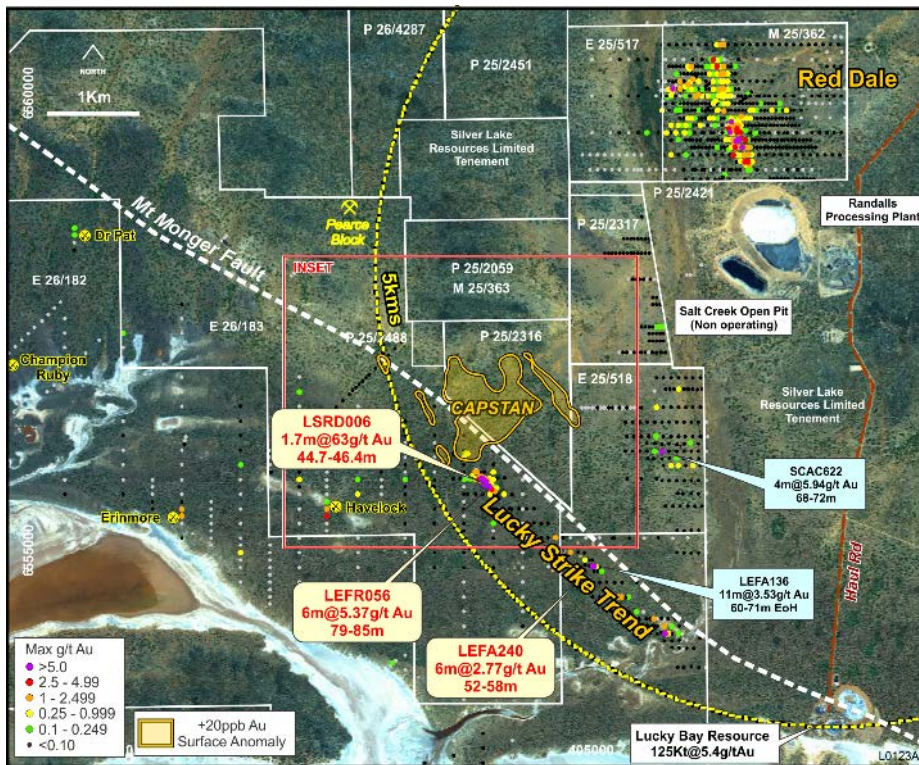 P 26/4287
M 25/362
E 25/517
P 25/2451
Red Dale
NORTH
1Km
6560000
Silver Lake
Resources Limited
Tenement
P 25/2421
Randalls
Processing Plant
Mt Monger Fault
Pearce
Block
P 25/2317
Dr Pat
E 26/182
INSET
P 25/2059
M 25/363
5kms
Salt Creek Open Pit
(Non operating)
E 26/183
P 25/2316
Champion
Ruby
E 25/518
CAPSTAN
Silver Lake
Resources Limited
Tenement
LSRD006
1.7m@63g/t Au
44.7-46.4m
SCAC622
4m@5.94g/t Au
68-72m
Havelock
Erinmore
6555000
Lucky Strike Trend
Haul Rd
LEFA136
11m@3.53g/t Au
60-71m EoH
LEFR056
6m@5.37g/t Au
79-85m
LEFA240
6m@2.77g/t Au
52-58m
Max g/t Au
>5.0
2.5 - 4.99
1 - 2.499
0.25 - 0.999
0.1 - 0.249
<0.10
+20ppb Au
Surface Anomaly
405000
Lucky Bay Resource
125Kt@5.4g/tAu
L0123A